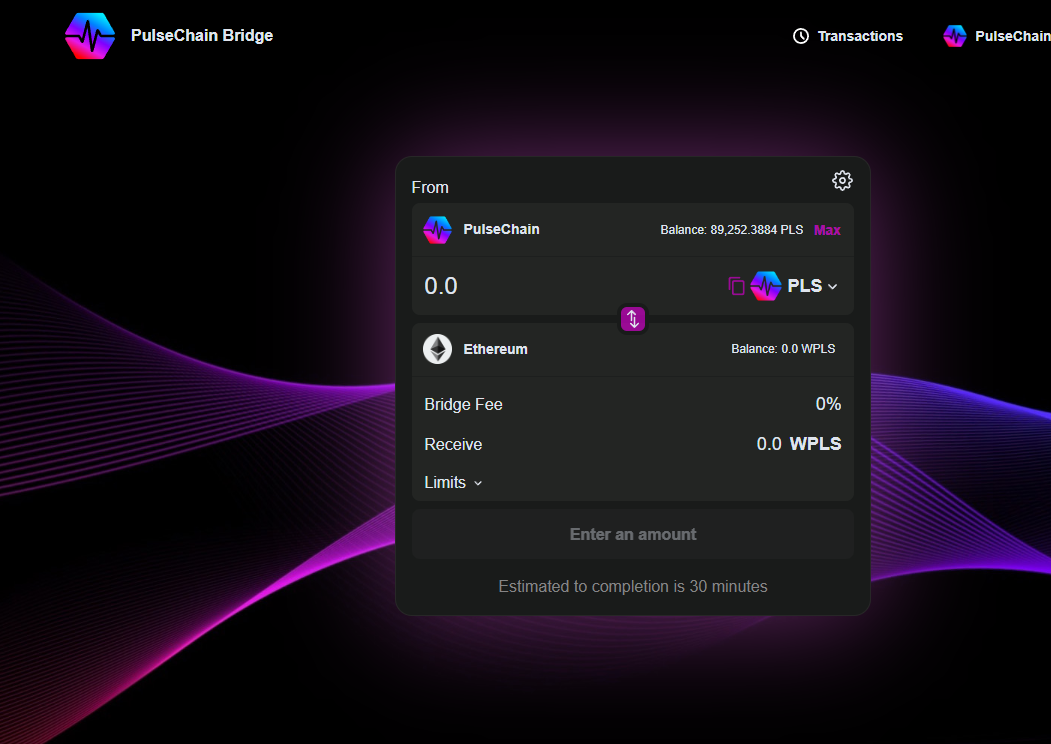 PulseChain Bridge
Transactions
PulseChain
From
PulseChain
Balance: 89,252.3884 PLS Max
0.0
PLS
Ethereum
Balance: 0.0 WPLS
Bridge Fee
0%
Receive
0.0 WPLS
Limits
Enter an amount
Estimated to completion is 30 minutes